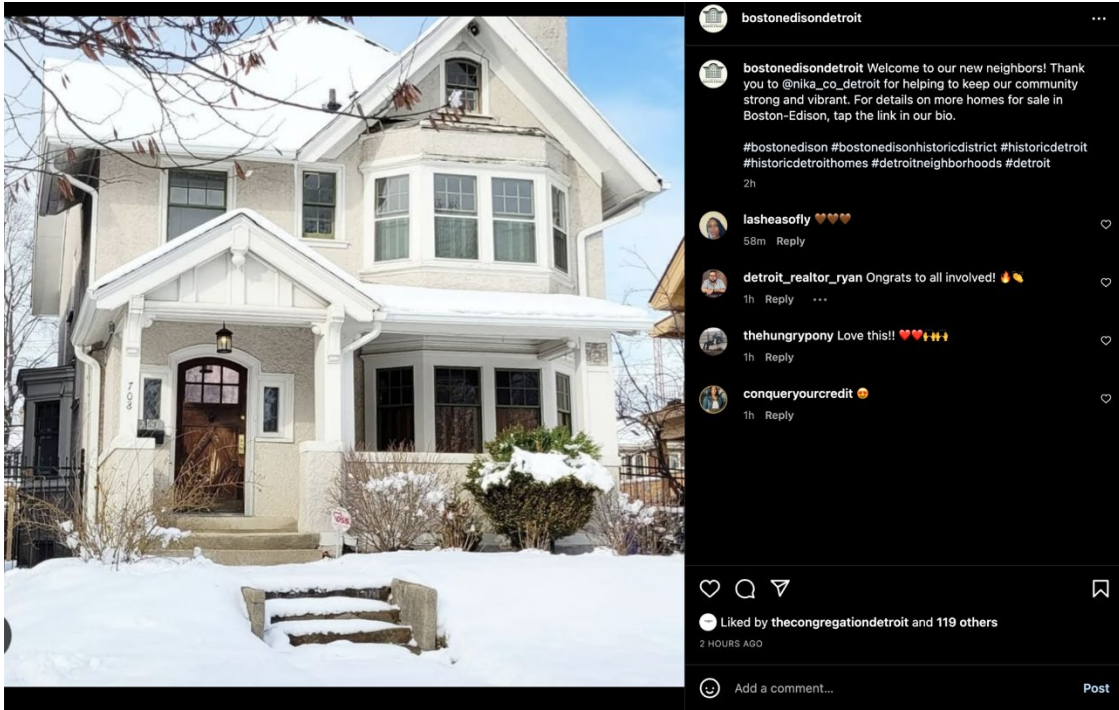 bostonedisondetroit
bostonedisondetroit Welcome to our new neighbors! Thank
you to @nika_co_detroit for helping to keep our community
strong and vibrant. For details on more homes for sale in
Boston-Edison, tap the link in our bio.
#bostonedison #bostonedisonhistoricdistrict #historicdetroit
#historicdetroithomes #detroitneighborhoods #detroit
2h
lasheasofly 🤎🤎🤎
58m Reply
detroit_realtor_ryan Ongrats to all involved! 🔥👏
1h Reply
thehungrypony Love this!! ❤️❤️🙌🙌
1h Reply
conqueryourcredit 😍
1h Reply
708
Liked by thecongregationdetroit and 119 others
2 HOURS AGO
Add a comment...
Post